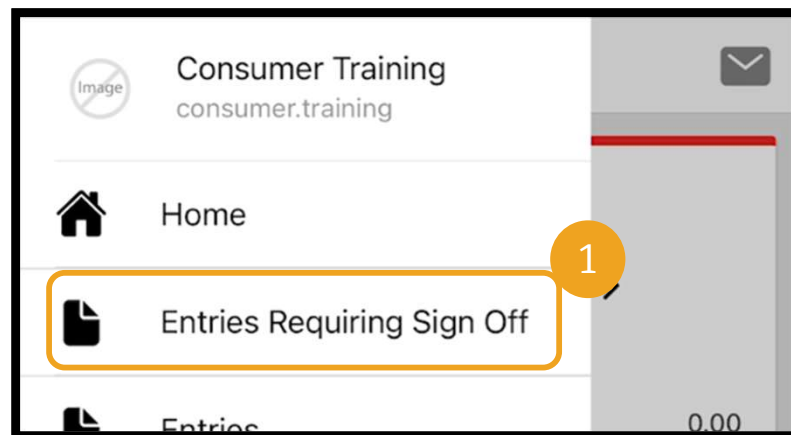 Image
Consumer Training
consumer.training
Home
1
Entries Requiring Sign Off
Entries
0.00